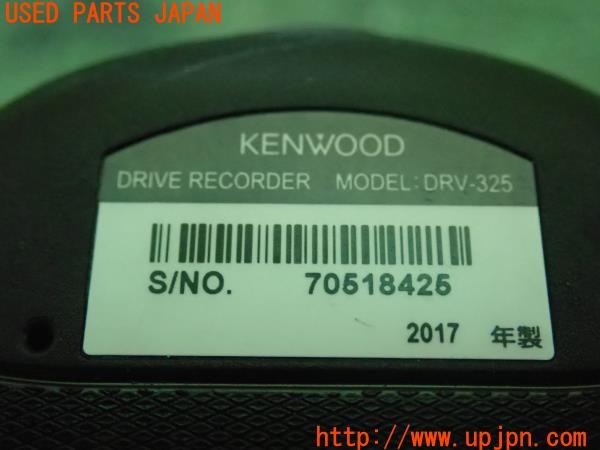 USED PARTS JAPAN
KENWOOD
DRIVE RECORDER MODEL: DRV-325
S/NO. 70518425
2017 年製
http://www.upjpn.com/